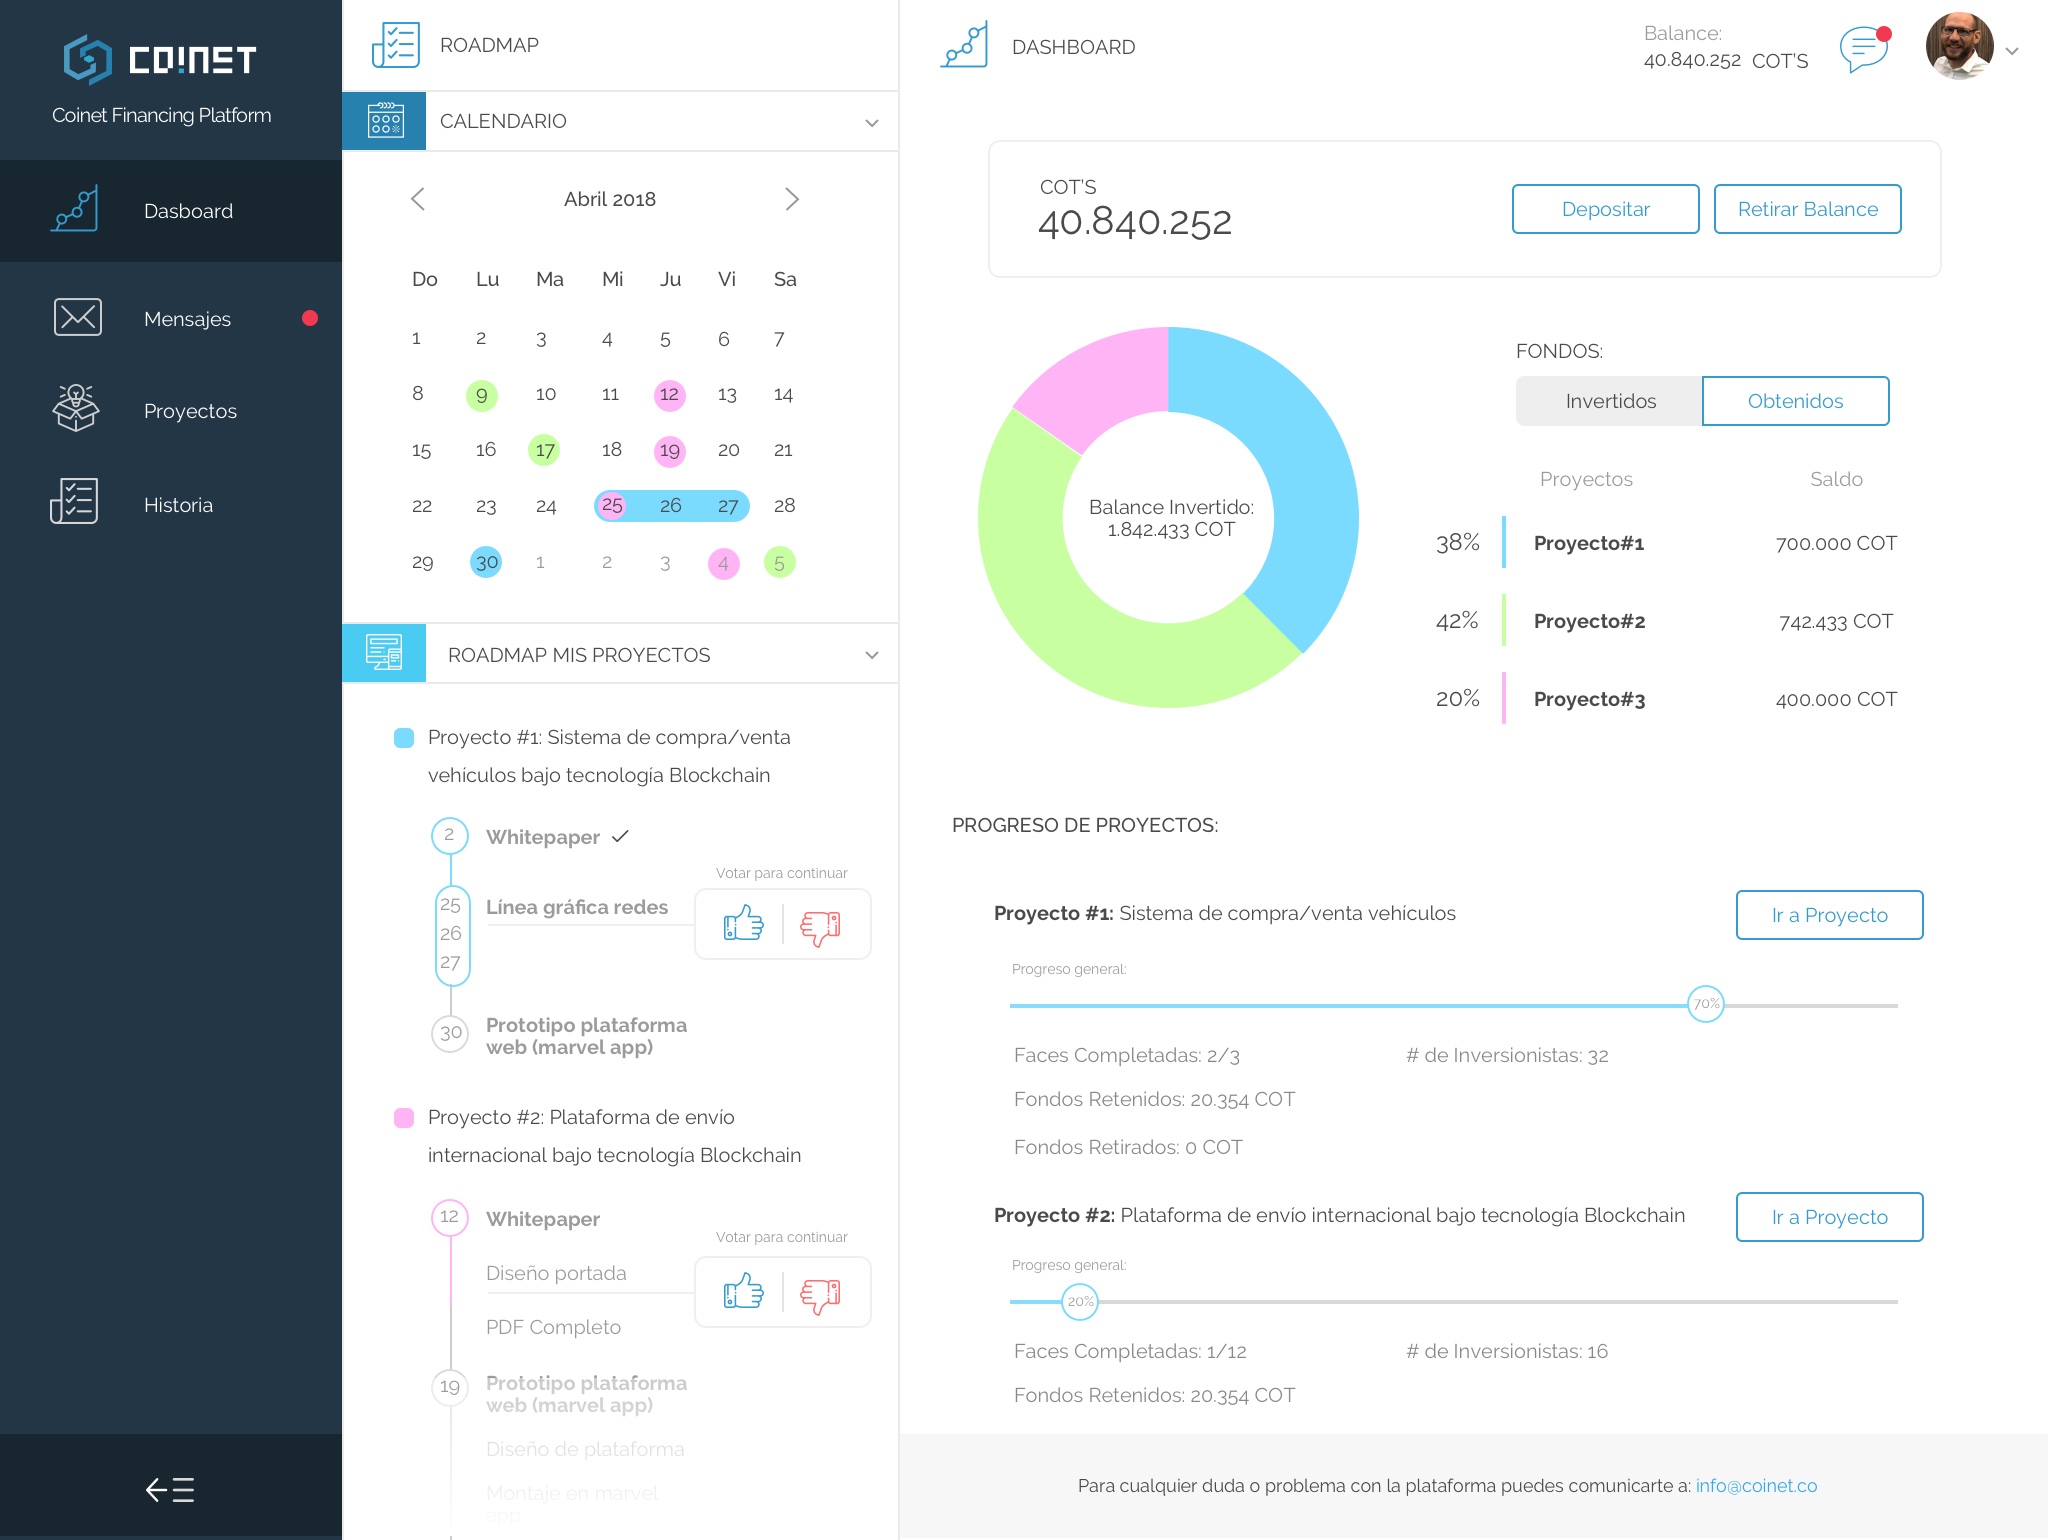 COINET
Coinet Financing Platform
Dasboard
Mensajes
Proyectos
Historia
ROADMAP
CALENDARIO
Abril 2018
Do Lu Ma Mi Ju Vi Sa
1 2 3 4 5 6 7
8 9 10 11 12 13 14
15 16 17 18 19 20 21
22 23 24 25 26 27 28
29 30 1 2 3 4 5
ROADMAP MIS PROYECTOS
Proyecto #1: Sistema de compra/venta
vehículos bajo tecnología Blockchain
2 Whitepaper
Votar para continuar
25 Línea gráfica redes
26
27
30 Prototipo plataforma
web (marvel app)
Proyecto #2: Plataforma de envío
internacional bajo tecnología Blockchain
12 Whitepaper
Votar para continuar
Diseño portada
PDF Completo
19 Prototipo plataforma
web (marvel app)
Diseño de plataforma
Montaje en marvel
app
DASHBOARD
Balance:
40.840.252 COT'S
COT'S
40.840.252
Depositar
Retirar Balance
Balance Invertido:
1.842.433 COT
FONDOS:
Invertidos Obtenidos
Proyectos Saldo
38% Proyecto#1 700.000 COT
42% Proyecto#2 742.433 COT
20% Proyecto#3 400.000 COT
PROGRESO DE PROYECTOS:
Proyecto #1: Sistema de compra/venta vehículos
Ir a Proyecto
Progreso general:
70%
Faces Completadas: 2/3 # de Inversionistas: 32
Fondos Retenidos: 20.354 COT
Fondos Retirados: 0 COT
Proyecto #2: Plataforma de envío internacional bajo tecnología Blockchain
Ir a Proyecto
Progreso general:
20%
Faces Completadas: 1/12 # de Inversionistas: 16
Fondos Retenidos: 20.354 COT
Para cualquier duda o problema con la plataforma puedes comunicarte a: info@coinet.co